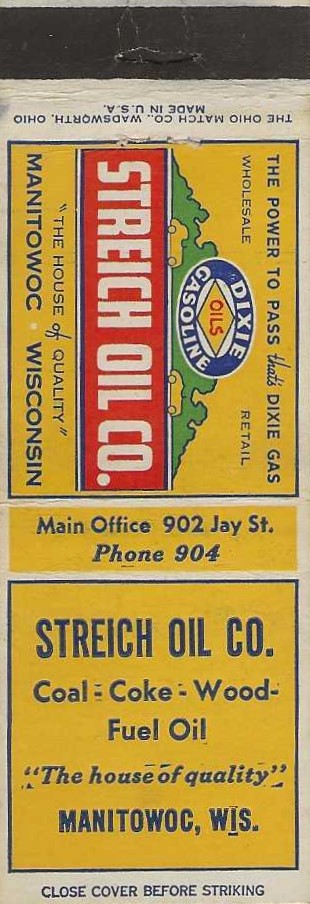 THE OHIO MATCH CO., WADSWORTH, OHIO
MADE IN U.S.A.
THE POWER TO PASS that's DIXIE GAS
WHOLESALE RETAIL
DIXIE
OILS
GASOLINE
STREICH OIL CO.
"THE HOUSE of QUALITY"
MANITOWOC • WISCONSIN
Main Office 902 Jay St.
Phone 904
STREICH OIL CO.
Coal - Coke - Wood-
Fuel Oil
"The house of quality"
MANITOWOC, WIS.
CLOSE COVER BEFORE STRIKING